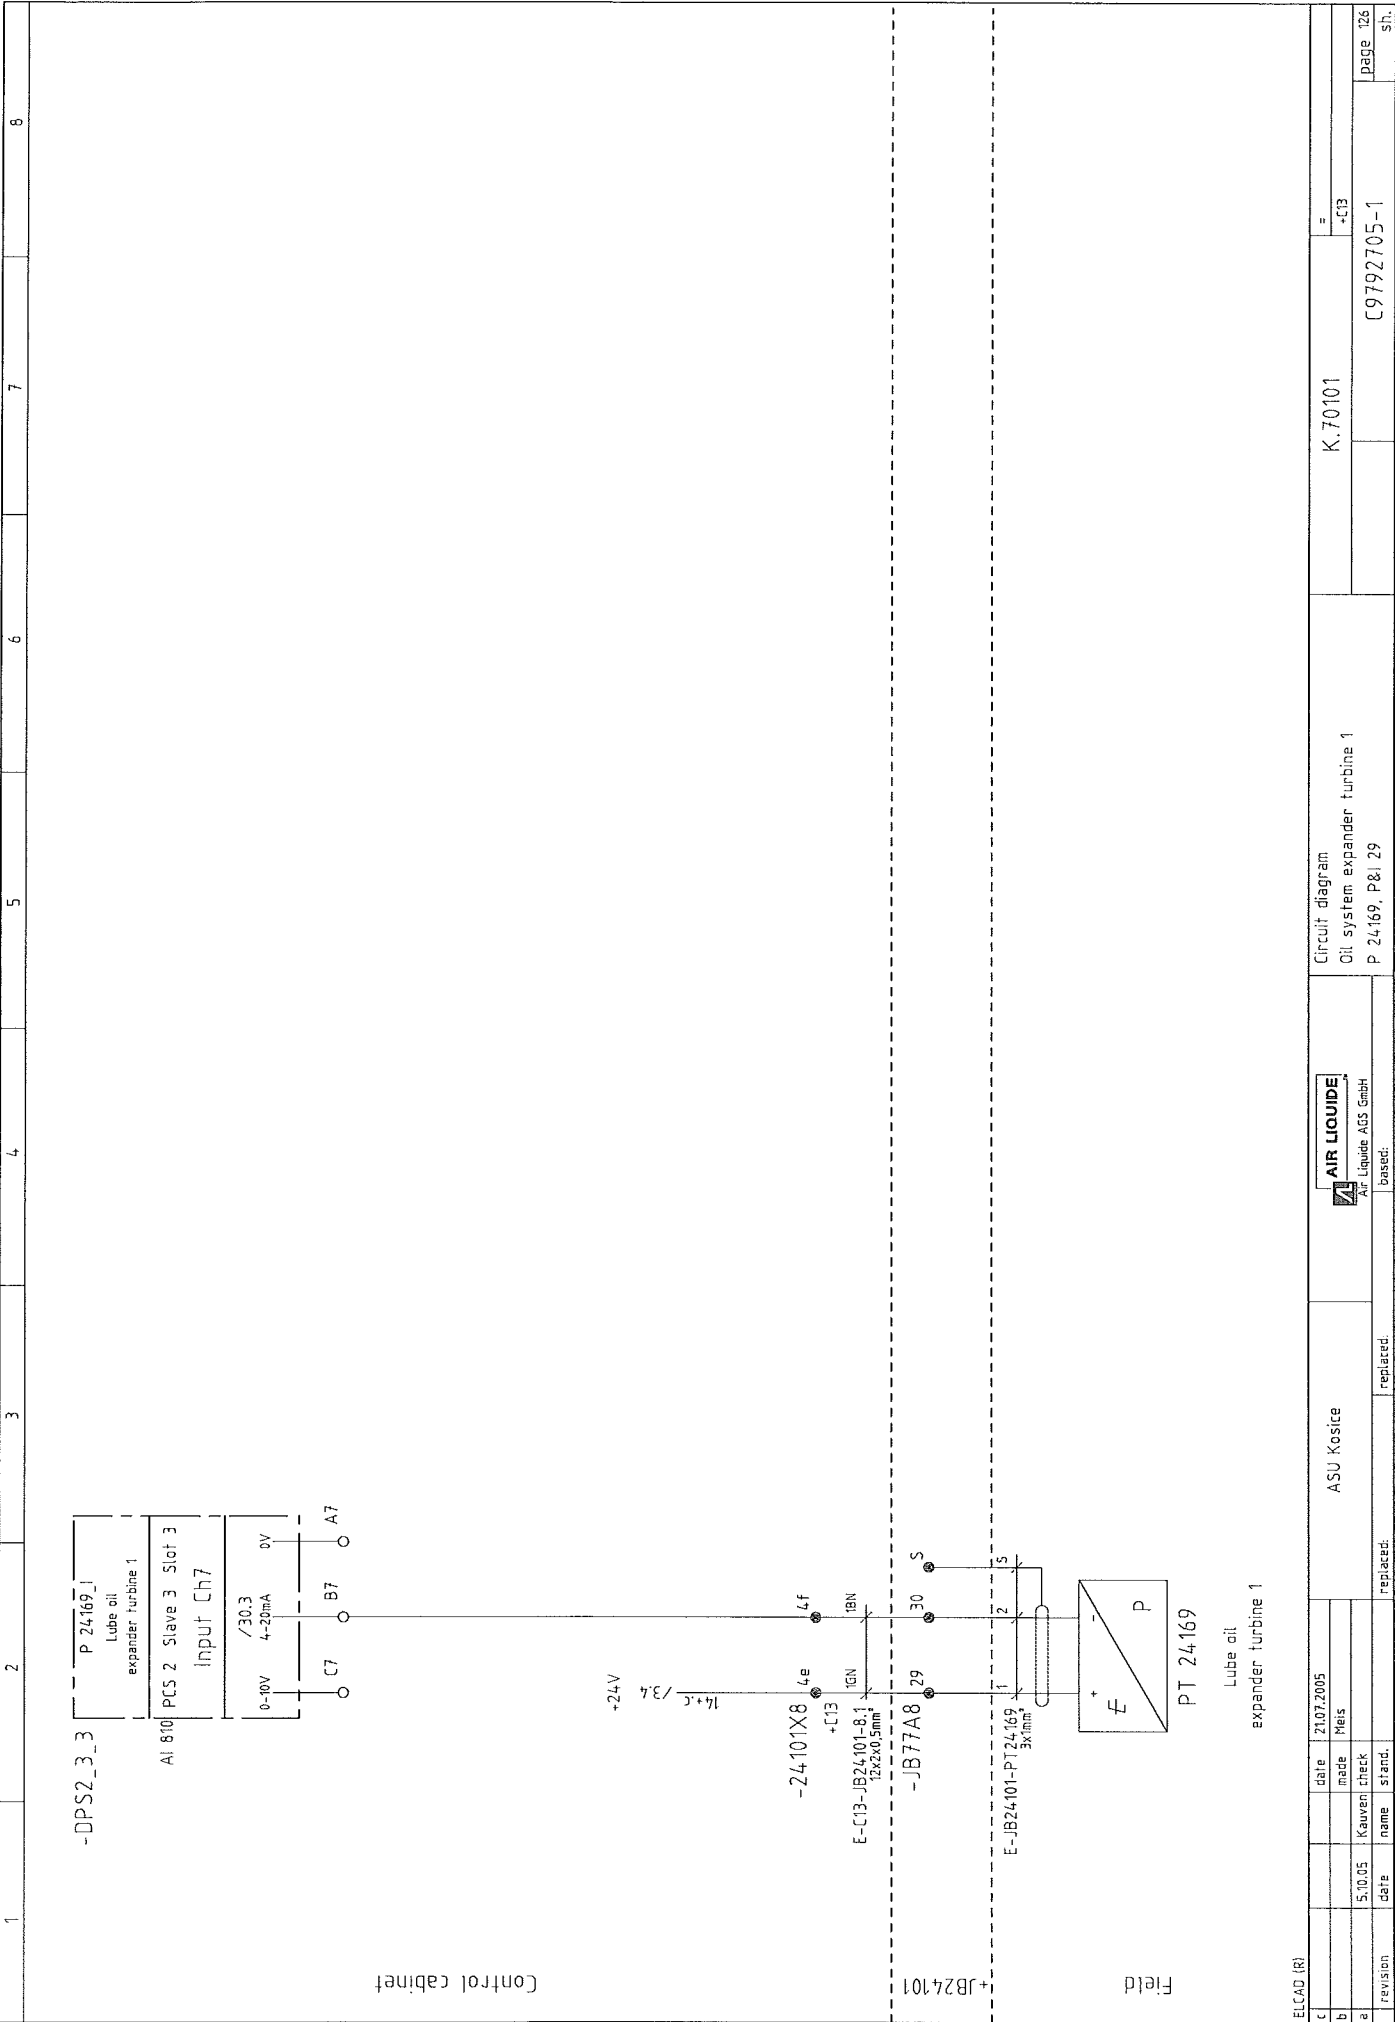 1 2 3 4 5 6 7 8
-DPS2_3_3
P 24169_I
Lube oil
expander turbine 1
AI 810
PCS 2 Slave 3 Slot 3
Input Ch7
/30.3
0-10V 4-20mA 0V
C7 B7 A7
Control cabinet
+24V
/3.4
14+.c
-24101X8 4e 4f
+C13
1GN 1BN
E-C13-JB24101-8.1
12x2x0,5mm²
+JB24101
-JB77A8 29 30 S
E-JB24101-PT24169
3x1mm²
1 2 S
Field
+ -
E P
PT 24169
Lube oil
expander turbine 1
ELCAD (R)
c
b
a 5.10.05 Kauven
revision date name
date 21.07.2005
made Meis
check
stand.
ASU Kosice
replaced:
replaced:
AIR LIQUIDE
Air Liquide AGS GmbH
based:
Circuit diagram
Oil system expander turbine 1
P 24169, P&I 29
K.70101
=
+C13
C9792705-1
page 126
sh.